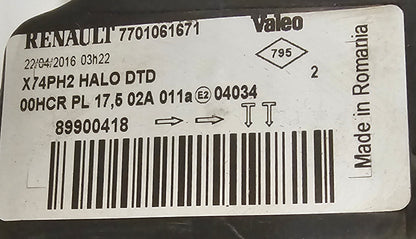 RENAULT 7701061671 Valeo
22/04/2016 03h22
795
2
X74PH2 HALO DTD
00HCR PL 17,5 02A 011a E2 04034
89900418
Made in Romania